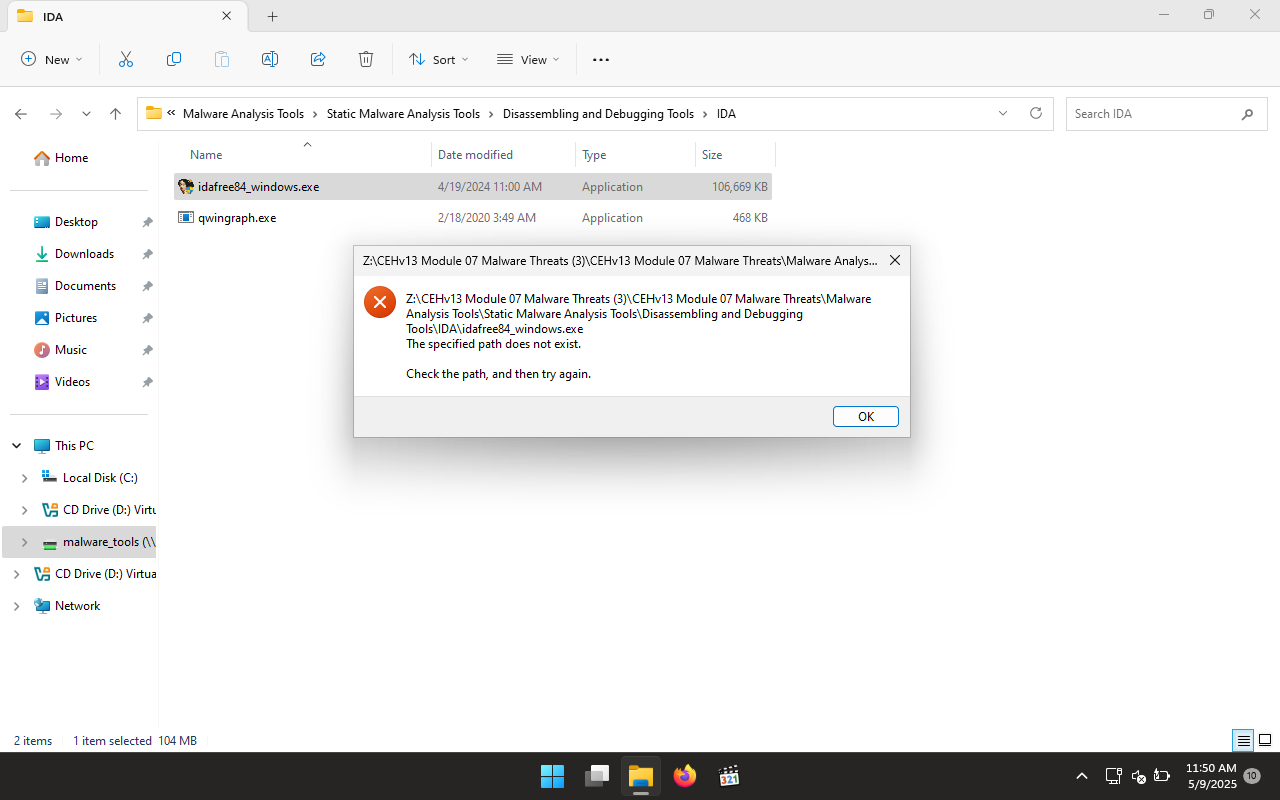 IDA
New
Sort
View
Malware Analysis Tools
Static Malware Analysis Tools
Disassembling and Debugging Tools
IDA
Search IDA
Home
Desktop
Downloads
Documents
Pictures
Music
Videos
This PC
Local Disk (C:)
CD Drive (D:) Virtu
malware_tools (\\
CD Drive (D:) Virtua
Network
Name Date modified Type Size
idafree84_windows.exe 4/19/2024 11:00 AM Application 106,669 KB
qwingraph.exe 2/18/2020 3:49 AM Application 468 KB
Z:\CEHv13 Module 07 Malware Threats (3)\CEHv13 Module 07 Malware Threats\Malware Analys...
Z:\CEHv13 Module 07 Malware Threats (3)\CEHv13 Module 07 Malware Threats\Malware
Analysis Tools\Static Malware Analysis Tools\Disassembling and Debugging
Tools\IDA\idafree84_windows.exe
The specified path does not exist.
Check the path, and then try again.
OK
2 items 1 item selected 104 MB
321
11:50 AM
5/9/2025
10